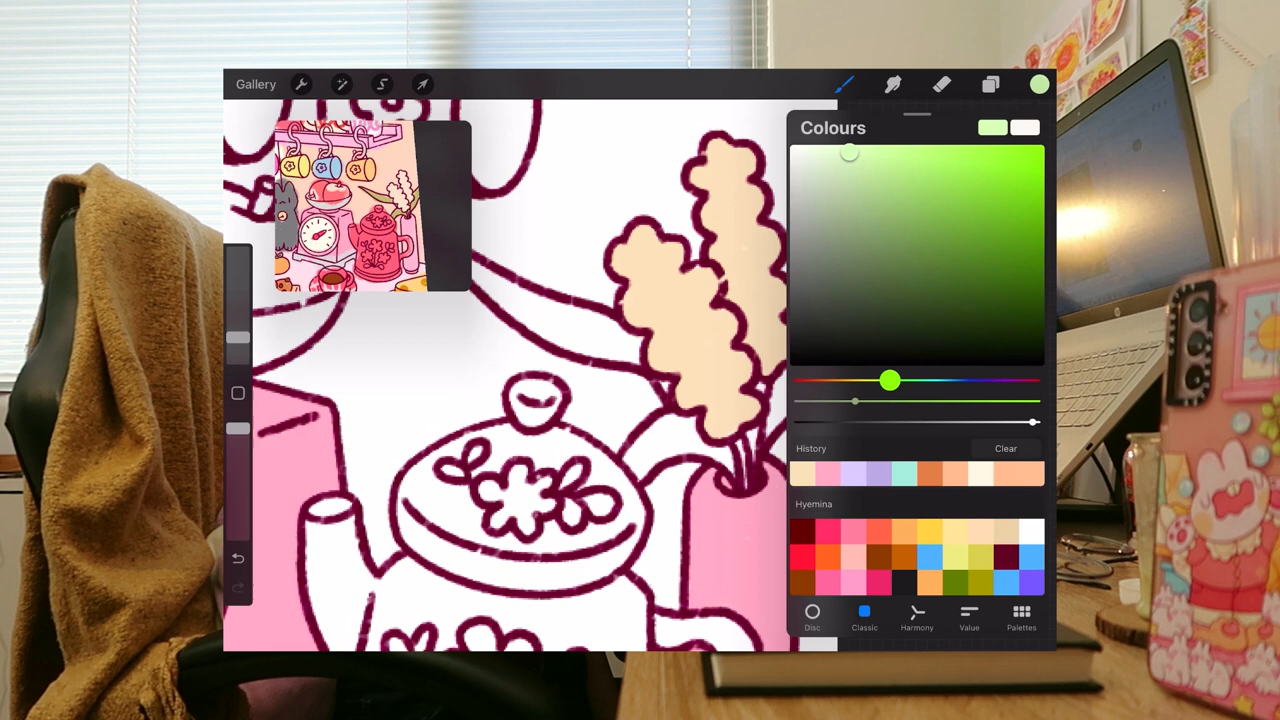 Gallery
Colours
History
Clear
Hyemina
Disc
Classic
Harmony
Value
Palettes